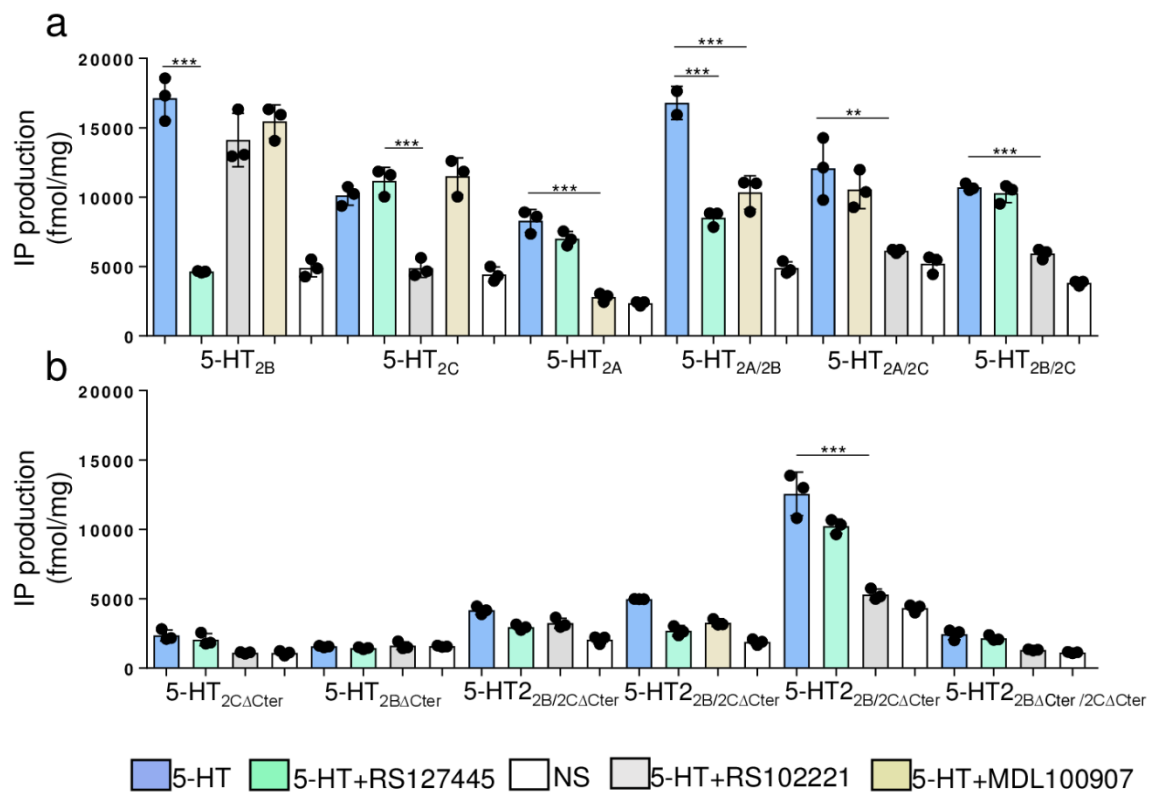 a
IP production
(fmol/mg)
20000
15000
10000
5000
0
***
***
***
***
***
**
***
5-HT2B 5-HT2C 5-HT2A 5-HT2A/2B 5-HT2A/2C 5-HT2B/2C
b
IP production
(fmol/mg)
20000
15000
10000
5000
0
***
5-HT2CΔCter 5-HT2BΔCter 5-HT22B/2CΔCter 5-HT22B/2CΔCter 5-HT22B/2CΔCter 5-HT22BΔCter /2CΔCter
5-HT 5-HT+RS127445 NS 5-HT+RS102221 5-HT+MDL100907